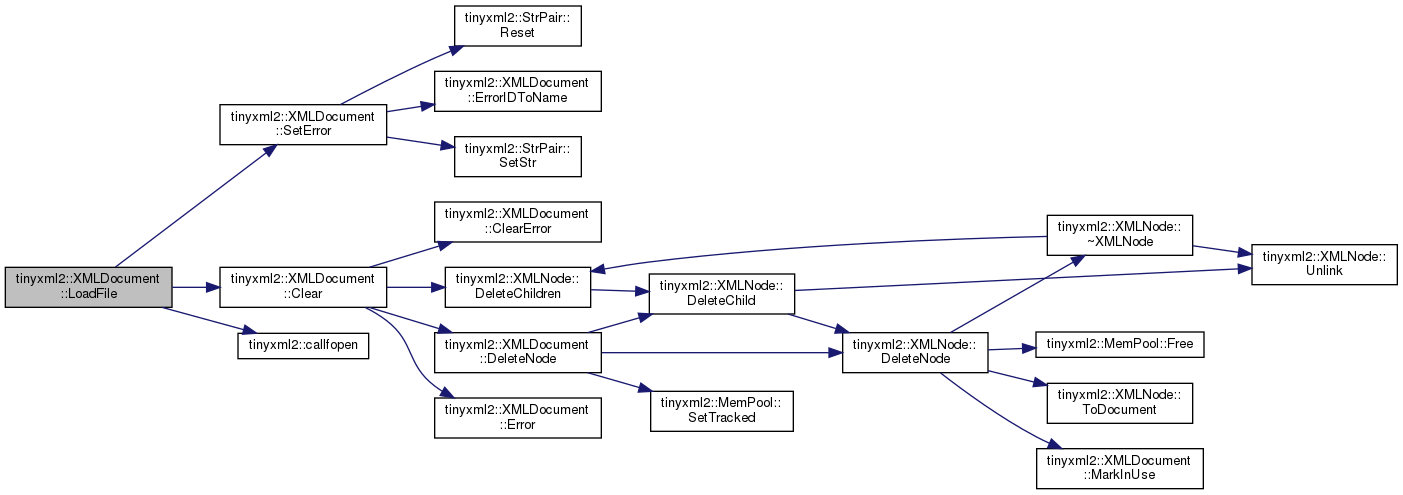 tinyxml2::StrPair::
Reset
tinyxml2::XMLDocument
::ErrorIDToName
tinyxml2::XMLDocument
::SetError
tinyxml2::StrPair::
SetStr
tinyxml2::XMLDocument
::ClearError
tinyxml2::XMLNode::
~XMLNode
tinyxml2::XMLNode::
Unlink
tinyxml2::XMLDocument
::LoadFile
tinyxml2::XMLDocument
::Clear
tinyxml2::XMLNode::
DeleteChildren
tinyxml2::XMLNode::
DeleteChild
tinyxml2::callfopen
tinyxml2::XMLDocument
::DeleteNode
tinyxml2::XMLNode::
DeleteNode
tinyxml2::MemPool::Free
tinyxml2::XMLNode::
ToDocument
tinyxml2::MemPool::
SetTracked
tinyxml2::XMLDocument
::Error
tinyxml2::XMLDocument
::MarkInUse